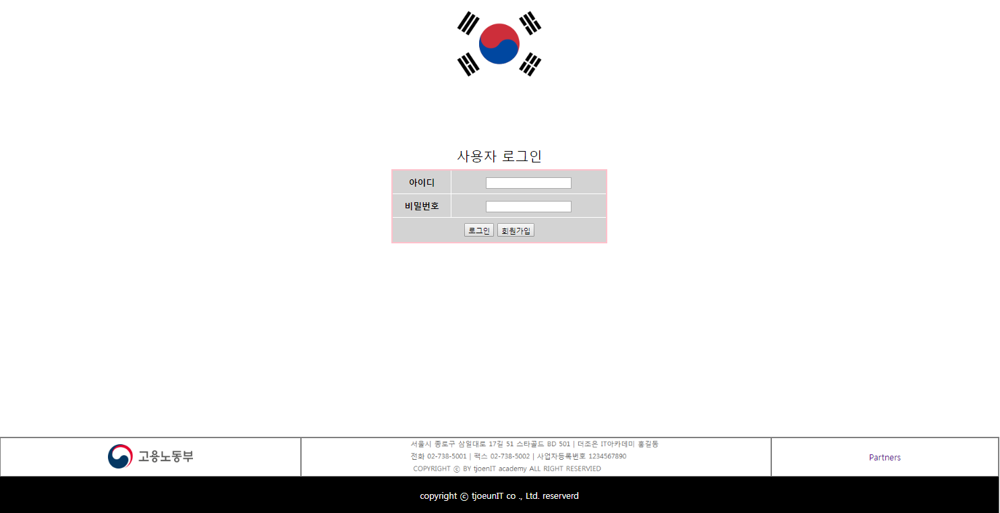 사용자 로그인
아이디
비밀번호
로그인 회원가입
고용노동부
서울시 종로구 삼일대로 17길 51 스타골드 BD 501 | 더조은 IT아카데미 홍길동
전화 02-738-5001 | 팩스 02-738-5002 | 사업자등록번호 1234567890
COPYRIGHT ⓒ BY tjoenIT academy ALL RIGHT RESERVIED
Partners
copyright ⓒ tjoeunIT co ., Ltd. reserverd